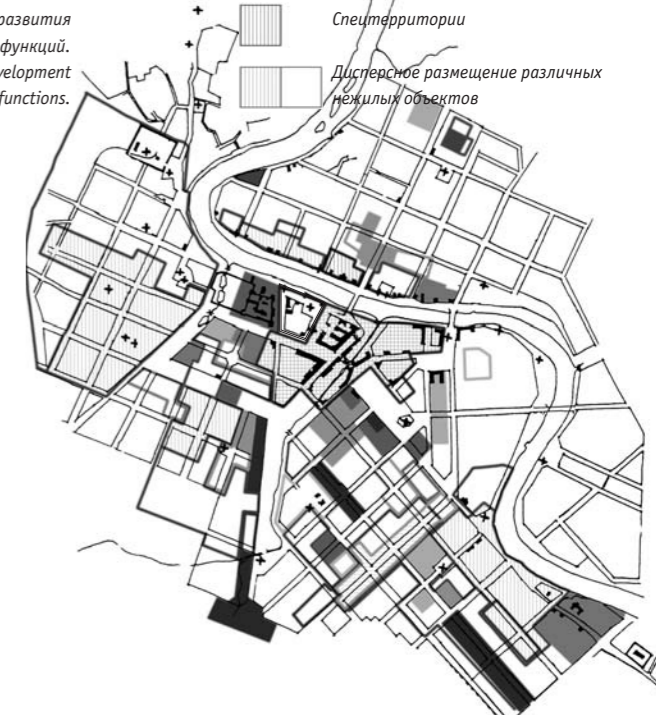 развития
функций.
velopment
functions.
Спецтерритории
Дисперсное размещение различных
нежилых объектов